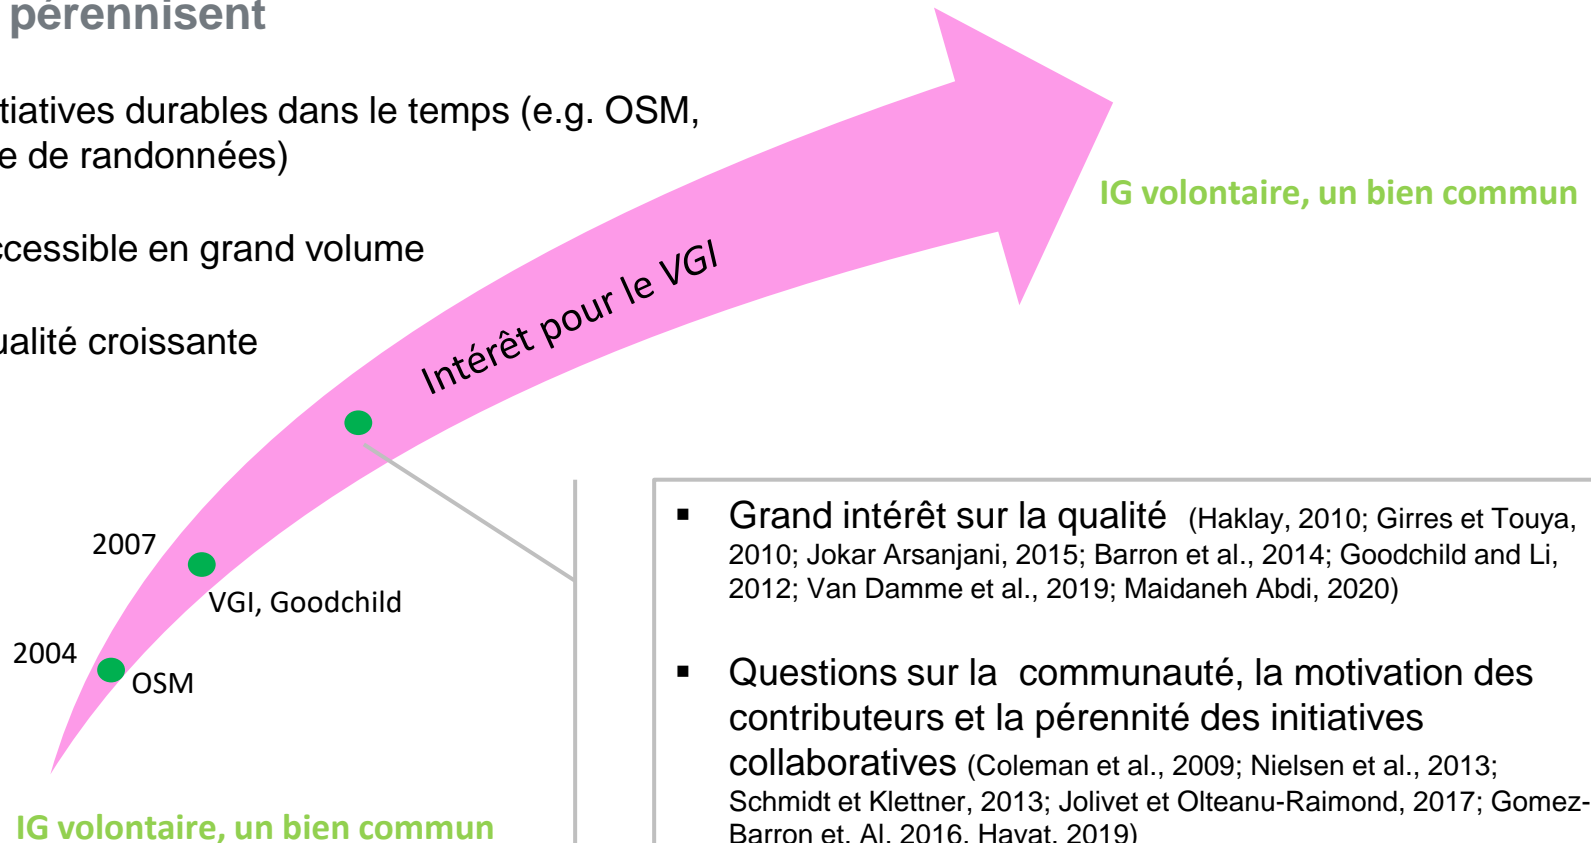 pérennisent
tiatives durables dans le temps (e.g. OSM,
e de randonnées)
ccessible en grand volume
ualité croissante
IG volontaire, un bien commun
Intérêt pour le VGI
2007
VGI, Goodchild
2004
OSM
IG volontaire, un bien commun
▪ Grand intérêt sur la qualité (Haklay, 2010; Girres et Touya,
2010; Jokar Arsanjani, 2015; Barron et al., 2014; Goodchild and Li,
2012; Van Damme et al., 2019; Maidaneh Abdi, 2020)
▪ Questions sur la communauté, la motivation des
contributeurs et la pérennité des initiatives
collaboratives (Coleman et al., 2009; Nielsen et al., 2013;
Schmidt et Klettner, 2013; Jolivet et Olteanu-Raimond, 2017; Gomez-
Barron et. Al, 2016, Hayat, 2019)